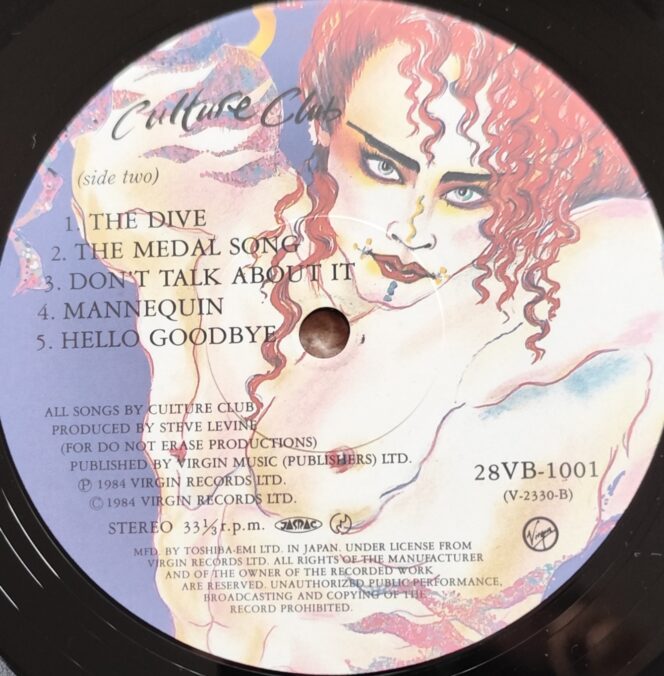 Culture Club
(side two)
1. THE DIVE
2. THE MEDAL SONG
3. DON'T TALK ABOUT IT
4. MANNEQUIN
5. HELLO GOODBYE
ALL SONGS BY CULTURE CLUB
PRODUCED BY STEVE LEVINE
(FOR DO NOT ERASE PRODUCTIONS)
PUBLISHED BY VIRGIN MUSIC (PUBLISHERS) LTD.
℗ 1984 VIRGIN RECORDS LTD.
© 1984 VIRGIN RECORDS LTD.
28VB-1001
(V-2330-B)
STEREO 33⅓ r.p.m. JASRAC
Virgin
MFD. BY TOSHIBA-EMI LTD. IN JAPAN. UNDER LICENSE FROM
VIRGIN RECORDS LTD. ALL RIGHTS OF THE MANUFACTURER
AND OF THE OWNER OF THE RECORDED WORK
ARE RESERVED. UNAUTHORIZED PUBLIC PERFORMANCE,
BROADCASTING AND COPYING OF THE
RECORD PROHIBITED.